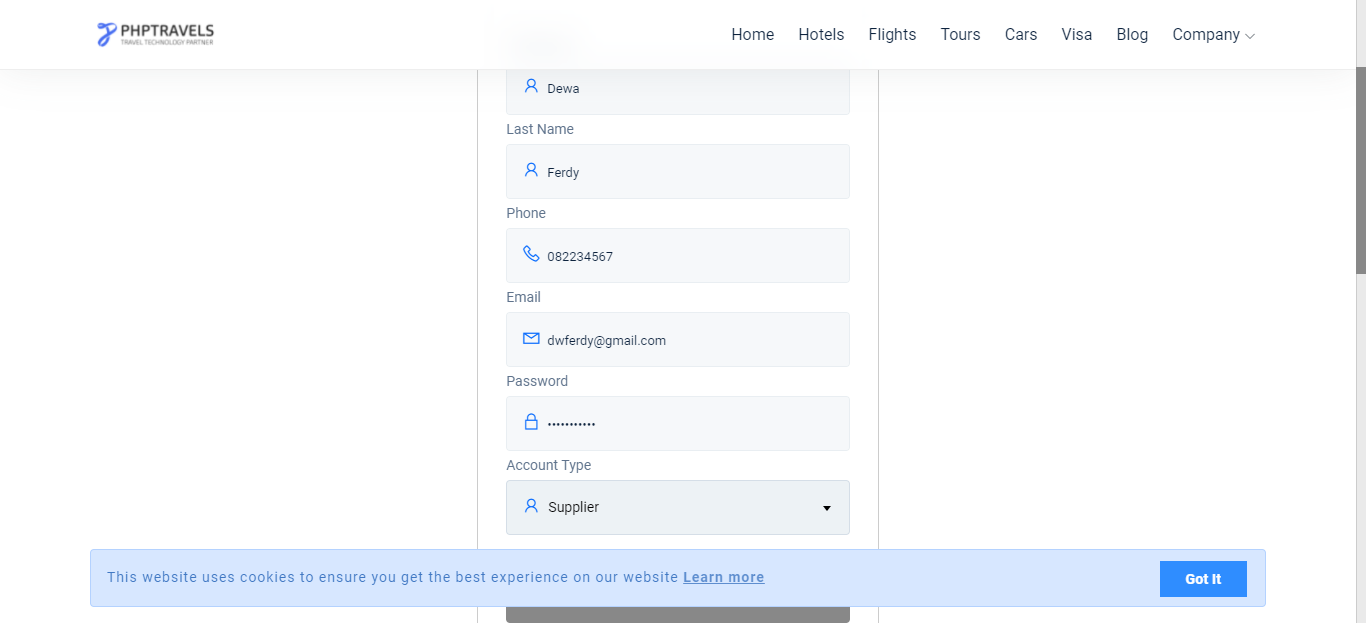 PHPTRAVELS
TRAVEL TECHNOLOGY PARTNER
Home Hotels Flights Tours Cars Visa Blog Company
Dewa
Last Name
Ferdy
Phone
082234567
Email
dwferdy@gmail.com
Password
•••••••••••
Account Type
Supplier
This website uses cookies to ensure you get the best experience on our website Learn more
Got It